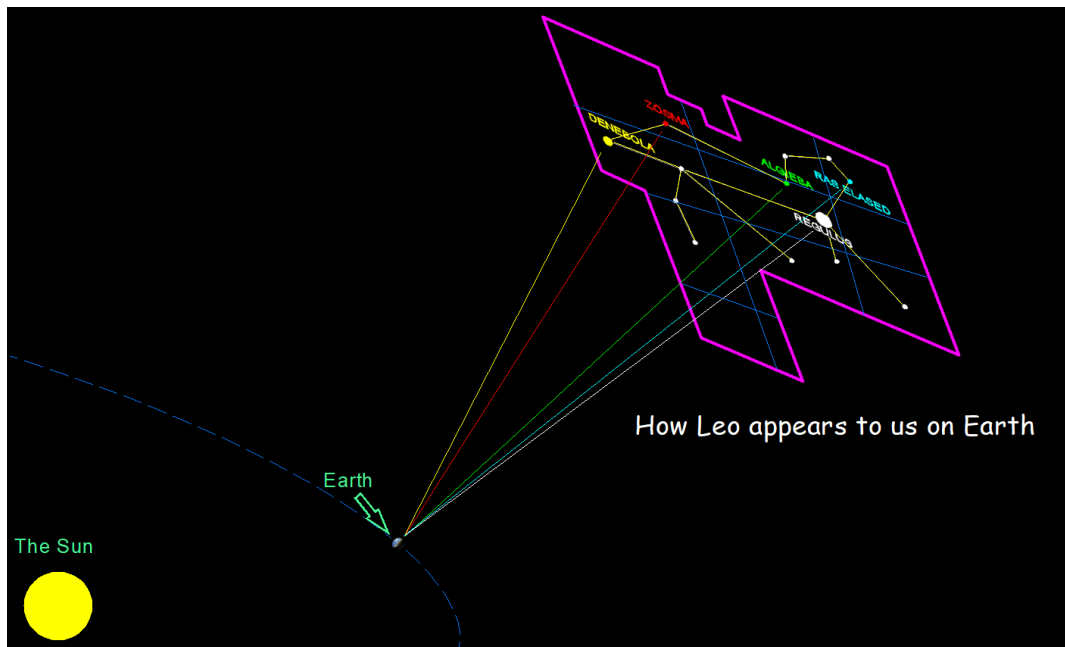 ZOSMA
DENEBOLA
ALGIEBA
RAS ELASED
REGULUS
How Leo appears to us on Earth
Earth
The Sun